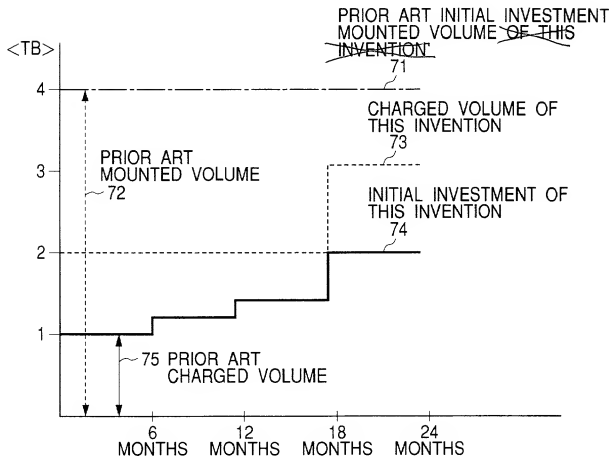 PRIOR ART INITIAL INVESTMENT
MOUNTED VOLUME OF THIS
INVENTION
71
<TB>
4
CHARGED VOLUME OF
THIS INVENTION
73
PRIOR ART
MOUNTED VOLUME
72
3
INITIAL INVESTMENT OF
THIS INVENTION
74
2
1
75 PRIOR ART
CHARGED VOLUME
6 12 18 24
MONTHS MONTHS MONTHS MONTHS